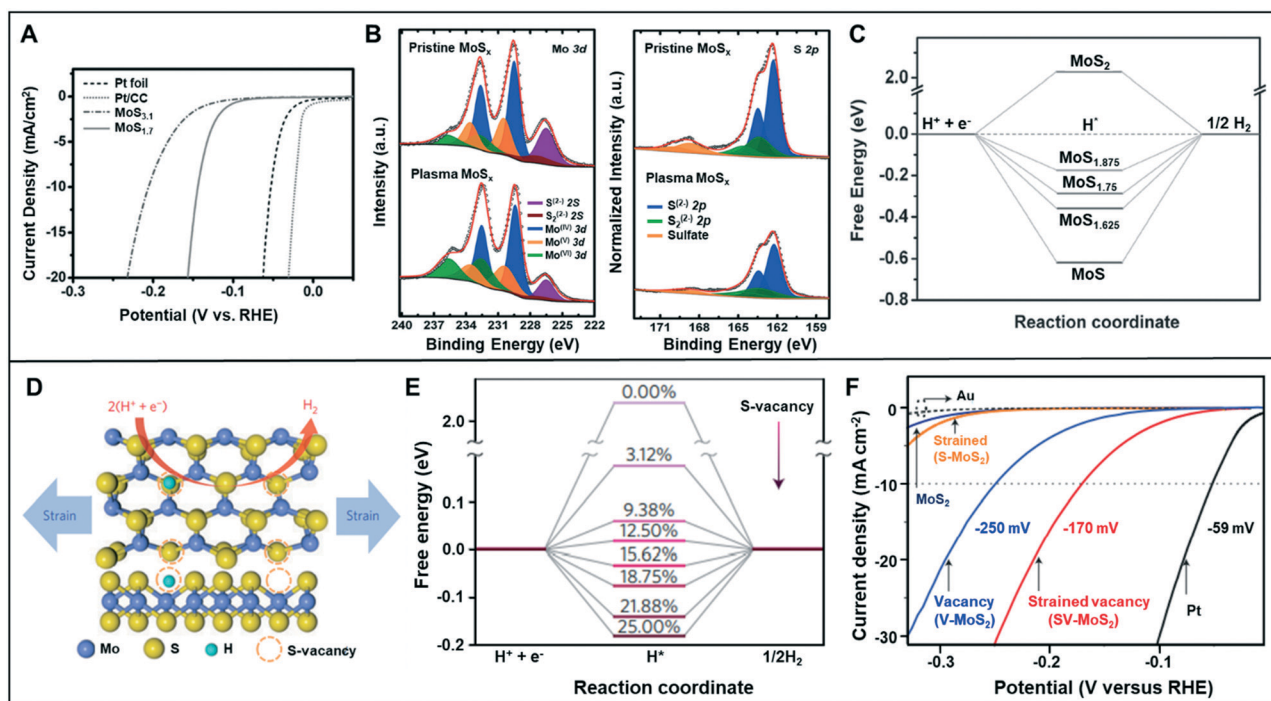 A
Pt foil
Pt/CC
MoS3.1
MoS1.7
Current Density (mA/cm²)
0
-5
-10
-15
-20
-0.3
-0.2
-0.1
0.0
Potential (V vs. RHE)
B
Pristine MoSx
Mo 3d
Plasma MoSx
S(2-) 2S
S2(2-) 2S
Mo(IV) 3d
Mo(V) 3d
Mo(VI) 3d
Intensity (a.u.)
240 237 234 231 228 225 222
Binding Energy (eV)
Pristine MoSx
S 2p
Plasma MoSx
S(2-) 2p
S2(2-) 2p
Sulfate
Normalized Intensity (a.u.)
171 168 165 162 159
Binding Energy (eV)
C
MoS2
H⁺ + e⁻
H*
1/2 H2
MoS1.875
MoS1.75
MoS1.625
MoS
Free Energy (eV)
2.0
0.0
-0.2
-0.4
-0.6
-0.8
Reaction coordinate
D
2(H⁺ + e⁻)
H2
Strain
Strain
Mo
S
H
S-vacancy
E
0.00%
S-vacancy
3.12%
9.38%
12.50%
15.62%
18.75%
21.88%
25.00%
Free energy (eV)
2.0
0.1
0.0
-0.1
-0.2
H⁺ + e⁻
H*
1/2H2
Reaction coordinate
F
Au
Strained
(S-MoS2)
MoS2
-250 mV
-170 mV
-59 mV
Vacancy
(V-MoS2)
Strained vacancy
(SV-MoS2)
Pt
Current density (mA cm⁻²)
0
-10
-20
-30
-0.3
-0.2
-0.1
Potential (V versus RHE)